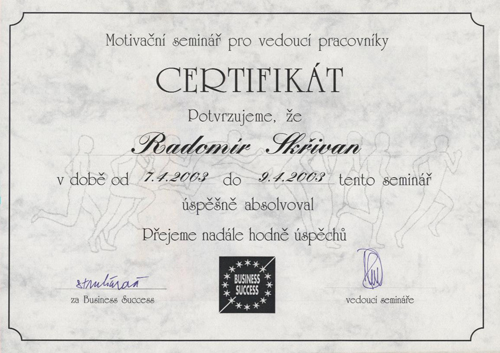 Motivační seminář pro vedoucí pracovníky
CERTIFIKÁT
Potvrzujeme, že
Radomír Skřivan
v době od 7.4.2003 do 9.4.2003 tento seminář
úspěšně absolvoval
Přejeme nadále hodně úspěchů
BUSINESS
SUCCESS
za Business Success
vedoucí semináře